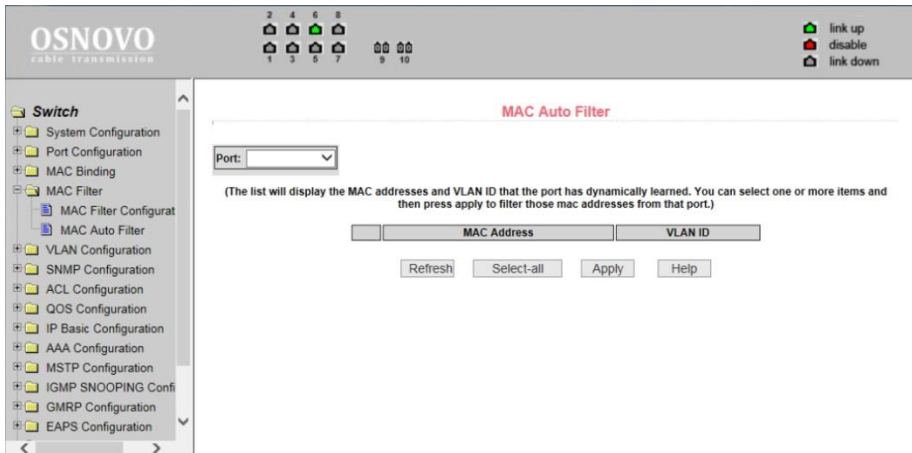 OSNOVO
cable transmission
2 4 6 8
1 3 5 7 9 10
link up
disable
link down
Switch
System Configuration
Port Configuration
MAC Binding
MAC Filter
MAC Filter Configurat
MAC Auto Filter
VLAN Configuration
SNMP Configuration
ACL Configuration
QOS Configuration
IP Basic Configuration
AAA Configuration
MSTP Configuration
IGMP SNOOPING Confi
GMRP Configuration
EAPS Configuration
MAC Auto Filter
Port:
(The list will display the MAC addresses and VLAN ID that the port has dynamically learned. You can select one or more items and
then press apply to filter those mac addresses from that port.)
MAC Address VLAN ID
Refresh Select-all Apply Help